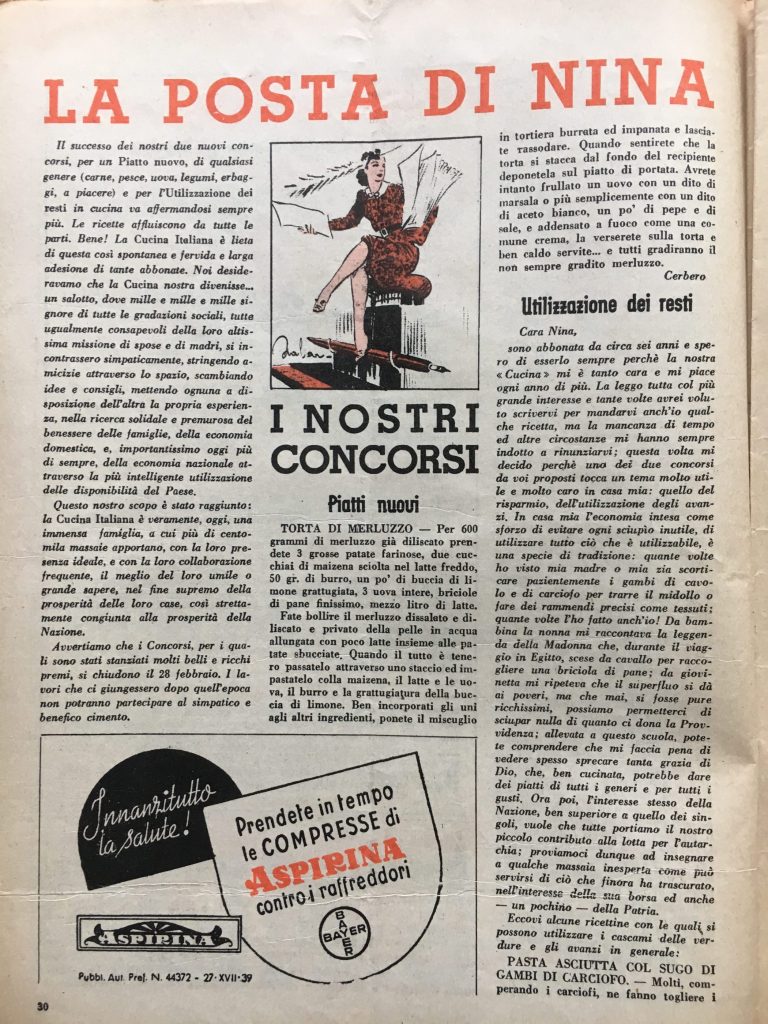 LA POSTA DI NINA
Il successo dei nostri due nuovi con-
corsi, per un Piatto nuovo, di qualsiasi
genere (carne, pesce, uova, legumi, erbag-
gi, a piacere) e per l'Utilizzazione dei
resti in cucina va affermandosi sempre
più. Le ricette affluiscono da tutte le
parti. Bene! La Cucina Italiana è lieta
di questa così spontanea e fervida e larga
adesione di tante abbonate. Noi deside-
ravamo che la Cucina nostra divenisse...
un salotto, dove mille e mille e mille si-
gnore di tutte le gradazioni sociali, tutte
ugualmente consapevoli della loro altis-
sima missione di spose e di madri, si in-
contrassero simpaticamente, stringendo a-
micizie attraverso lo spazio, scambiando
idee e consigli, mettendo ognuna a di-
sposizione dell'altra la propria esperien-
za, nella ricerca solidale e premurosa del
benessere delle famiglie, della economia
domestica, e, importantissimo oggi più
di sempre, della economia nazionale at-
traverso la più intelligente utilizzazione
delle disponibilità del Paese.
Questo nostro scopo è stato raggiunto:
la Cucina Italiana è veramente, oggi, una
immensa famiglia, a cui più di cento-
mila massaie apportano, con la loro pre-
senza ideale, e con la loro collaborazione
frequente, il meglio del loro umile o
grande sapere, nel fine supremo della
prosperità delle loro case, così stretta-
mente congiunta alla prosperità della
Nazione.
Avvertiamo che i Concorsi, per i qua-
li sono stati stanziati molti belli e ricchi
premi, si chiudono il 28 febbraio. I la-
vori che ci giungessero dopo quell'epoca
non potranno partecipare al simpatico e
benefico cimento.
I NOSTRI
CONCORSI
Piatti nuovi
TORTA DI MERLUZZO — Per 600
grammi di merluzzo già diliscato pren-
dete 3 grosse patate farinose, due cuc-
chiai di maizena sciolta nel latte freddo,
50 gr. di burro, un po' di buccia di li-
mone grattugiata, 3 uova intere, briciole
di pane finissimo, mezzo litro di latte.
Fate bollire il merluzzo dissalato e di-
liscato e privato della pelle in acqua
allungata con poco latte insieme alle pa-
tate sbucciate. Quando il tutto è tene-
ro passatelo attraverso uno staccio ed im-
pastatelo colla maizena, il latte e le uo-
va, il burro e la grattugiatura della buc-
cia di limone. Ben incorporati gli uni
agli altri ingredienti, ponete il miscuglio
in tortiera burrata ed impanata e lascia-
te rassodare. Quando sentirete che la
torta si stacca dal fondo del recipiente
deponetela sul piatto di portata. Avrete
intanto frullato un uovo con un dito di
marsala o più semplicemente con un dito
di aceto bianco, un po' di pepe e di
sale, e addensato a fuoco come una co-
mune crema, la verserete sulla torta e
ben caldo servite... e tutti gradiranno il
non sempre gradito merluzzo.
Cerbero
Utilizzazione dei resti
Cara Nina,
sono abbonata da circa sei anni e spe-
ro di esserlo sempre perchè la nostra
« Cucina » mi è tanto cara e mi piace
ogni anno di più. La leggo tutta col più
grande interesse e tante volte avrei volu-
to scrivervi per mandarvi anch'io qual-
che ricetta, ma la mancanza di tempo
ed altre circostanze mi hanno sempre
indotto a rinunziarvi; questa volta mi
decido perchè uno dei due concorsi
da voi proposti tocca un tema molto uti-
le e molto caro in casa mia: quello del
risparmio, dell'utilizzazione degli avan-
zi. In casa mia l'economia intesa come
sforzo di evitare ogni sciupìo inutile, di
utilizzare tutto ciò che è utilizzabile, è
una specie di tradizione: quante volte
ho visto mia madre o mia zia scorti-
care pazientemente i gambi di cavo-
lo e di carciofo per trarre il midollo o
fare dei rammendi precisi come tessuti;
quante volte l'ho fatto anch'io! Da bam-
bina la nonna mi raccontava la leggen-
da della Madonna che, durante il viag-
gio in Egitto, scese da cavallo per racco-
gliere una briciola di pane; da giovi-
netta mi ripeteva che il superfluo si dà
ai poveri, ma che mai, si fosse pure
ricchissimi, possiamo permetterci di
sciupar nulla di quanto ci dona la Prov-
videnza; allevata a questa scuola, pote-
te comprendere che mi faccia pena di
vedere spesso sprecare tanta grazia di
Dio, che, ben cucinata, potrebbe dare
dei piatti di tutti i generi e per tutti i
gusti. Ora poi, l'interesse stesso della
Nazione, ben superiore a quello dei sin-
goli, vuole che tutte portiamo il nostro
piccolo contributo alla lotta per l'autar-
chia; proviamoci dunque ad insegnare
a qualche massaia inesperta come può
servirsi di ciò che finora ha trascurato,
nell'interesse della sua borsa ed anche
— un pochino — della Patria.
Eccovi alcune ricettine con le quali si
possono utilizzare i cascami delle ver-
dure e gli avanzi in generale:
PASTA ASCIUTTA COL SUGO DI
GAMBI DI CARCIOFO. — Molti, com-
perando i carciofi, ne fanno togliere i
Innanzitutto
la salute!
Prendete in tempo
le COMPRESSE di
ASPIRINA
contro i raffreddori
BAYER
BAYER
ASPIRINA
Pubbl. Aut. Pref. N. 44372 - 27-XVII-39
30